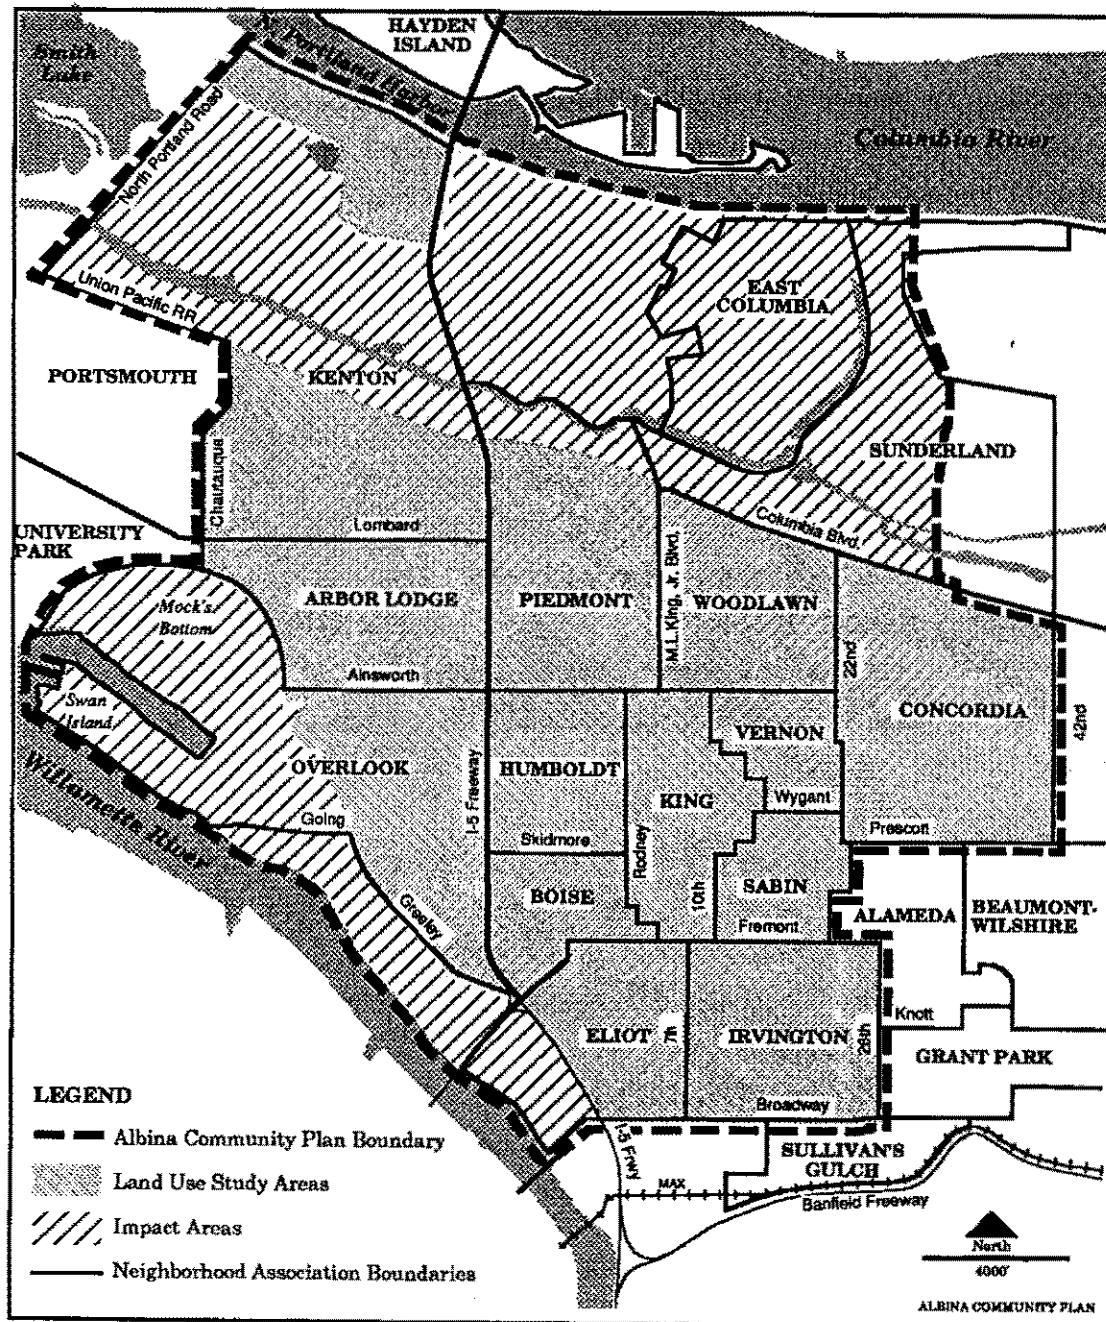 HAYDEN
ISLAND
Smith
Lake
Portland Harbor
Columbia River
North Portland Road
Union Pacific RR
EAST
COLUMBIA
PORTSMOUTH
KENTON
SUNDERLAND
Chautauqua
Lombard
Columbia Blvd.
UNIVERSITY
PARK
Mock's
Bottom
ARBOR LODGE
PIEDMONT
M.L. King, Jr. Blvd.
WOODLAWN
22nd
Ainsworth
Swan
Island
CONCORDIA
42nd
VERNON
OVERLOOK
I-5 Freeway
HUMBOLDT
KING
Wygant
Willamette River
Going
Skidmore
Rodney
Prescott
BOISE
10th
SABIN
Fremont
ALAMEDA
BEAUMONT-
WILSHIRE
Greeley
Knott
ELIOT
7th
IRVINGTON
26th
GRANT PARK
Broadway
I-5 Frwy
SULLIVAN'S
GULCH
MAX
Banfield Freeway
LEGEND
Albina Community Plan Boundary
Land Use Study Areas
Impact Areas
Neighborhood Association Boundaries
North
4000'
ALBINA COMMUNITY PLAN